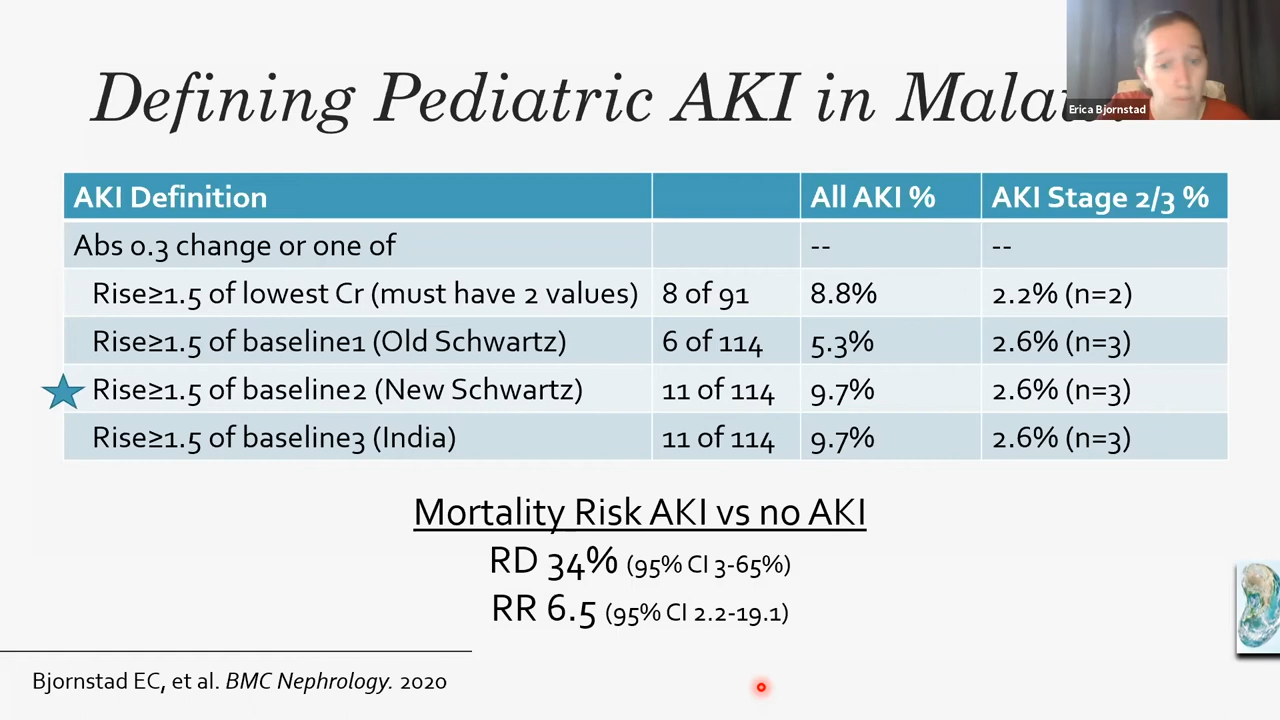 Defining Pediatric AKI in
Erica Bjornstad
AKI Definition All AKI % AKI Stage 2/3 %
Abs 0.3 change or one of -- --
Rise≥1.5 of lowest Cr (must have 2 values) 8 of 91 8.8% 2.2% (n=2)
Rise≥1.5 of baseline1 (Old Schwartz) 6 of 114 5.3% 2.6% (n=3)
Rise≥1.5 of baseline2 (New Schwartz) 11 of 114 9.7% 2.6% (n=3)
Rise≥1.5 of baseline3 (India) 11 of 114 9.7% 2.6% (n=3)
Mortality Risk AKI vs no AKI
RD 34% (95% CI 3-65%)
RR 6.5 (95% CI 2.2-19.1)
Bjornstad EC, et al. BMC Nephrology. 2020